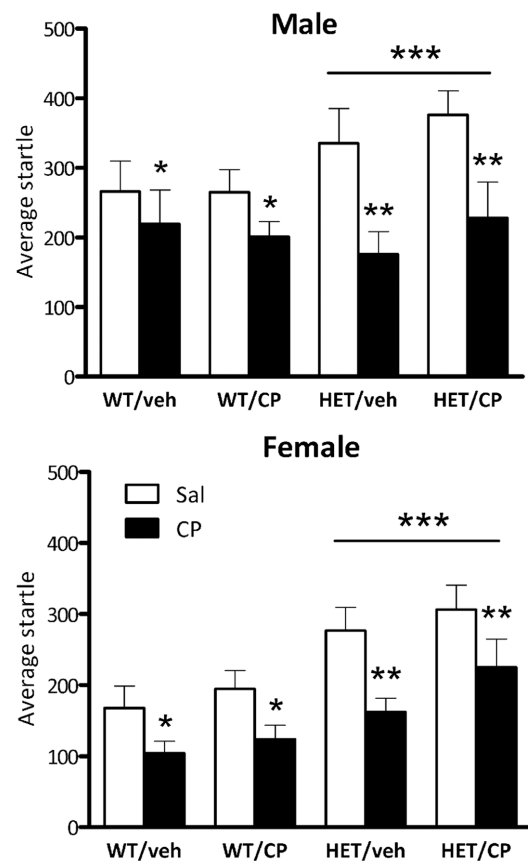 Male
500
400
300
200
100
0
Average startle
***
*
*
**
**
WT/veh WT/CP HET/veh HET/CP
Female
500
400
300
200
100
0
Average startle
Sal
CP
***
*
*
**
**
WT/veh WT/CP HET/veh HET/CP